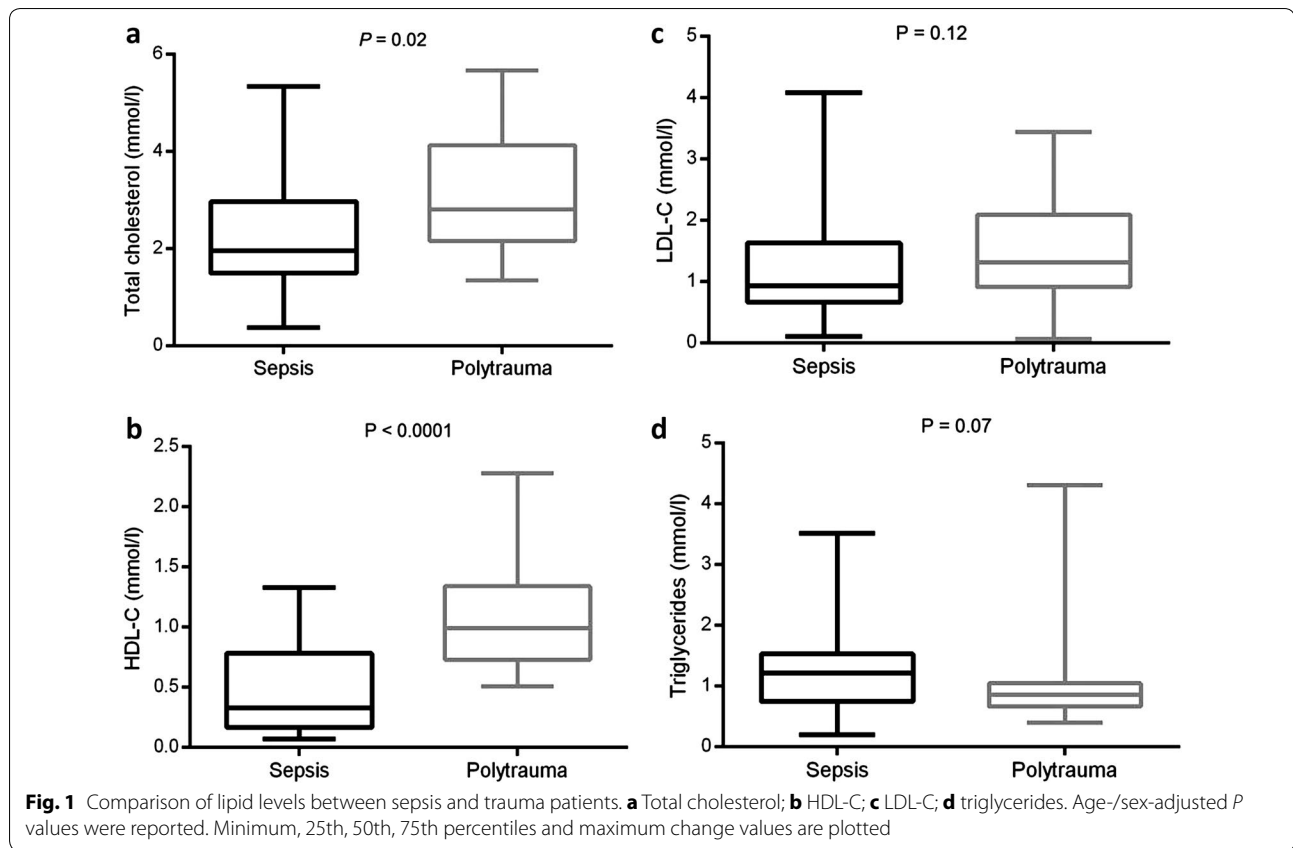 a
P = 0.02
Total cholesterol (mmol/l)
6
4
2
0
Sepsis Polytrauma
c
P = 0.12
LDL-C (mmol/l)
5
4
3
2
1
0
Sepsis Polytrauma
b
P < 0.0001
HDL-C (mmol/l)
2.5
2.0
1.5
1.0
0.5
0.0
Sepsis Polytrauma
d
P = 0.07
Triglycerides (mmol/l)
5
4
3
2
1
0
Sepsis Polytrauma
Fig. 1 Comparison of lipid levels between sepsis and trauma patients. a Total cholesterol; b HDL-C; c LDL-C; d triglycerides. Age-/sex-adjusted P
values were reported. Minimum, 25th, 50th, 75th percentiles and maximum change values are plotted